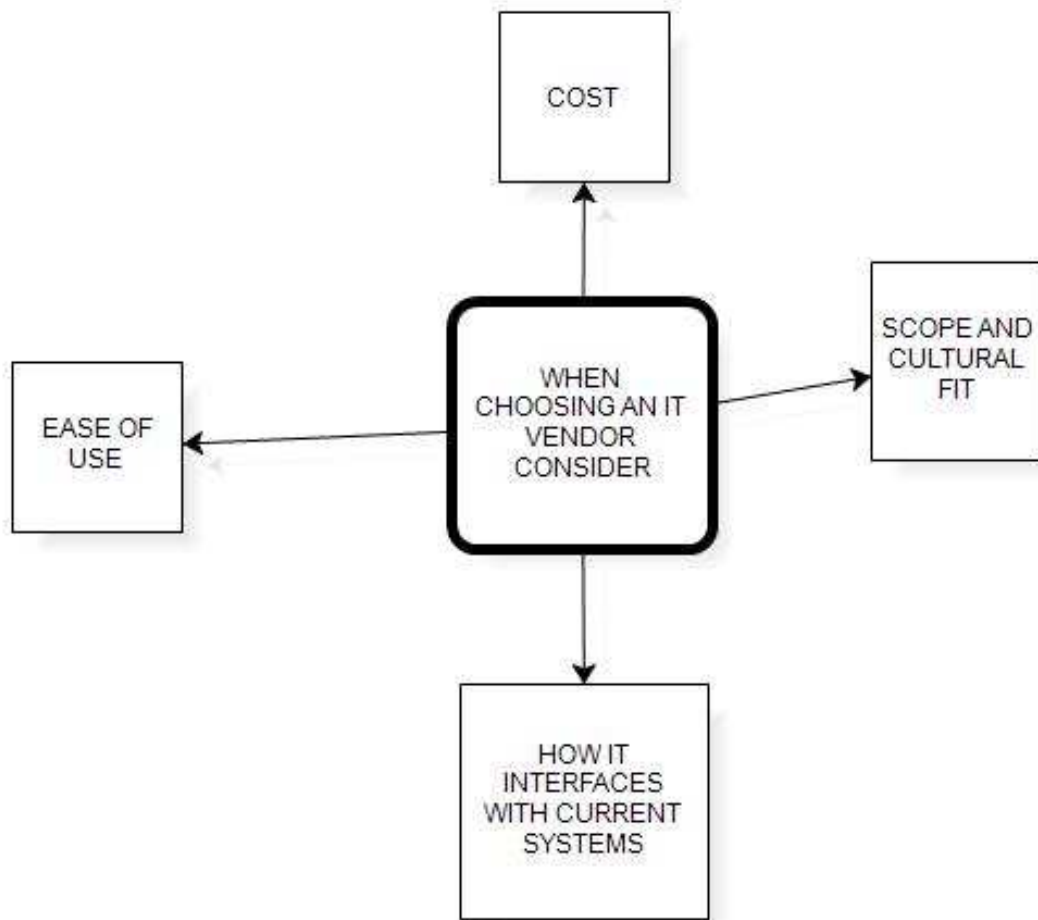 COST
SCOPE AND
CULTURAL
FIT
WHEN
CHOOSING AN IT
VENDOR
CONSIDER
EASE OF
USE
HOW IT
INTERFACES
WITH CURRENT
SYSTEMS